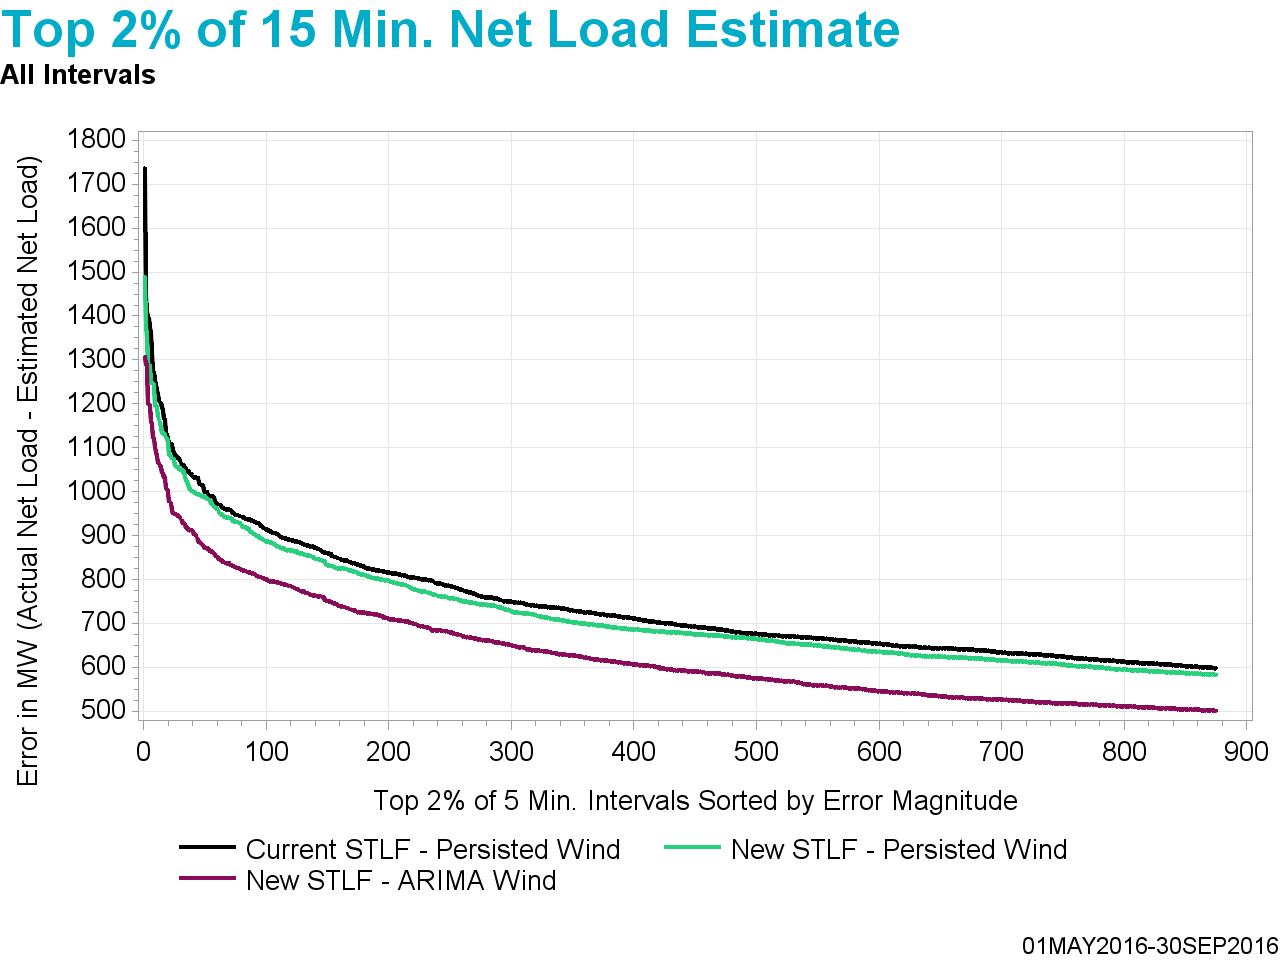 Top 2% of 15 Min. Net Load Estimate
All Intervals
Error in MW (Actual Net Load - Estimated Net Load)
1800
1700
1600
1500
1400
1300
1200
1100
1000
900
800
700
600
500
0 100 200 300 400 500 600 700 800 900
Top 2% of 5 Min. Intervals Sorted by Error Magnitude
Current STLF - Persisted Wind New STLF - Persisted Wind
New STLF - ARIMA Wind
01MAY2016-30SEP2016